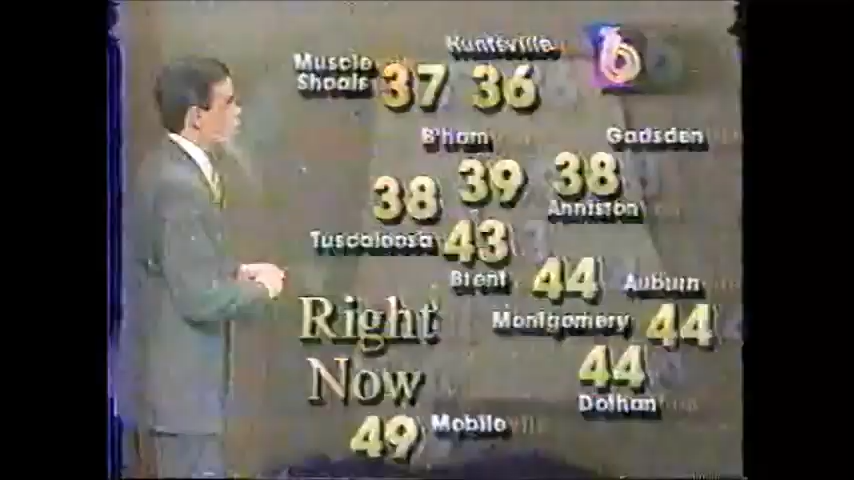 Huntsville
6
Muscle
Shoals
37
36
B'ham
Gadsden
38
39
38
Anniston
Tuscaloosa
43
Brent
44
Auburn
Montgomery
44
Right
Now
44
Dothan
49
Mobile